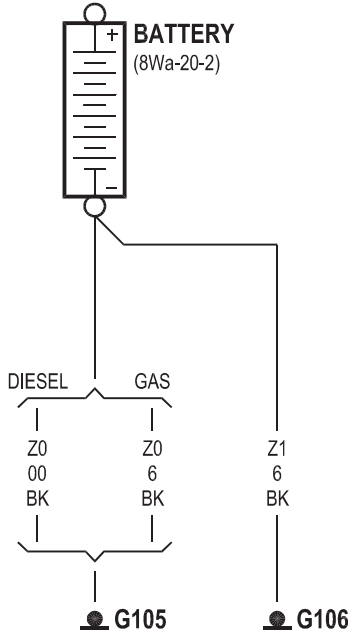 +
BATTERY
(8Wa-20-2)
−
DIESEL GAS
Z0 Z0 Z1
00 6 6
BK BK BK
G105 G106